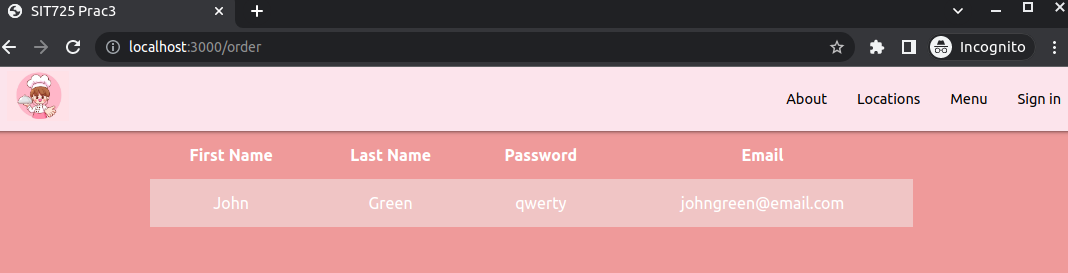 SIT725 Prac3
localhost:3000/order
Incognito
About Locations Menu Sign in
First Name Last Name Password Email
John Green qwerty johngreen@email.com